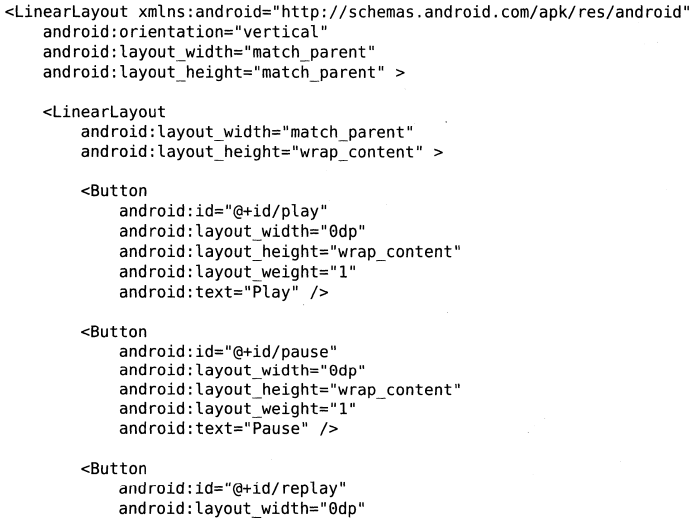 <LinearLayout xmlns:android="http://schemas.android.com/apk/res/android"
    android:orientation="vertical"
    android:layout_width="match_parent"
    android:layout_height="match_parent" >

    <LinearLayout
        android:layout_width="match_parent"
        android:layout_height="wrap_content" >

        <Button
            android:id="@+id/play"
            android:layout_width="0dp"
            android:layout_height="wrap_content"
            android:layout_weight="1"
            android:text="Play" />

        <Button
            android:id="@+id/pause"
            android:layout_width="0dp"
            android:layout_height="wrap_content"
            android:layout_weight="1"
            android:text="Pause" />

        <Button
            android:id="@+id/replay"
            android:layout_width="0dp"